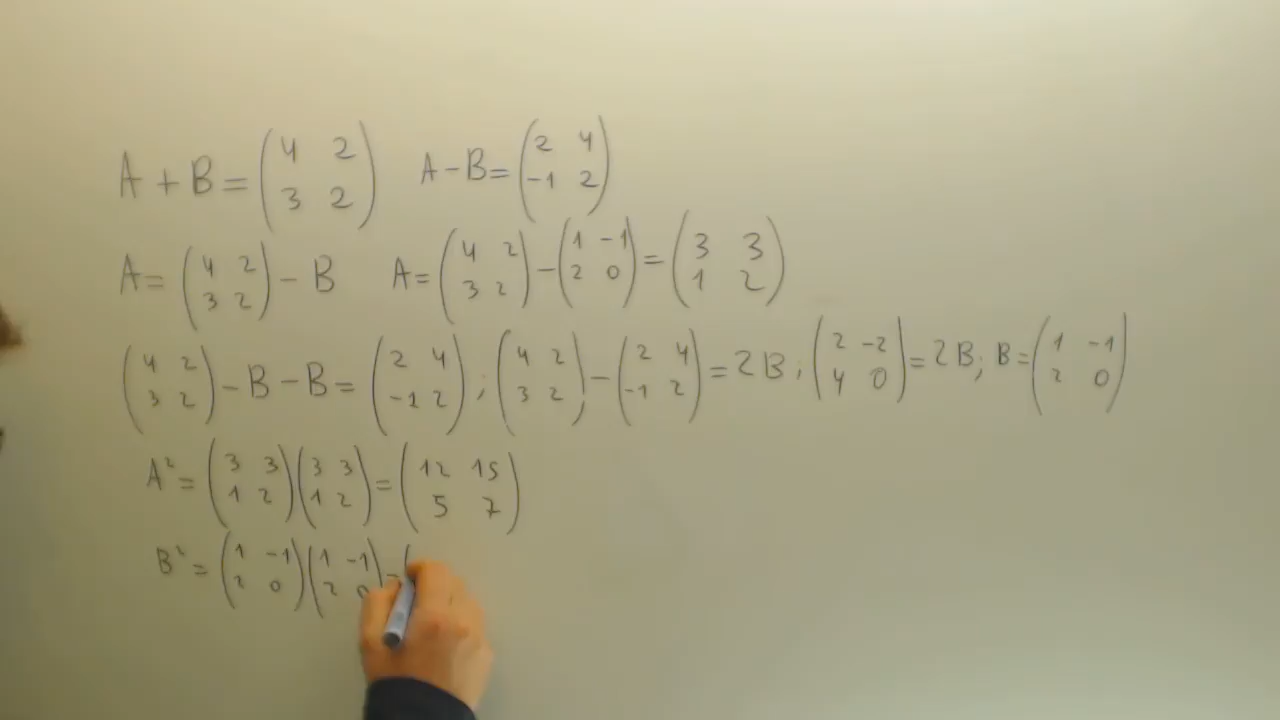 A + B = (4 2; 3 2)   A - B = (2 4; -1 2)
A = (4 2; 3 2) - B   A = (4 2; 3 2) - (1 -1; 2 0) = (3 3; 1 2)
(4 2; 3 2) - B - B = (2 4; -1 2) ; (4 2; 3 2) - (2 4; -1 2) = 2B ; (2 -2; 4 0) = 2B ; B = (1 -1; 2 0)
A² = (3 3; 1 2)(3 3; 1 2) = (12 15; 5 7)
B² = (1 -1; 2 0)(1 -1; 2 0) = (